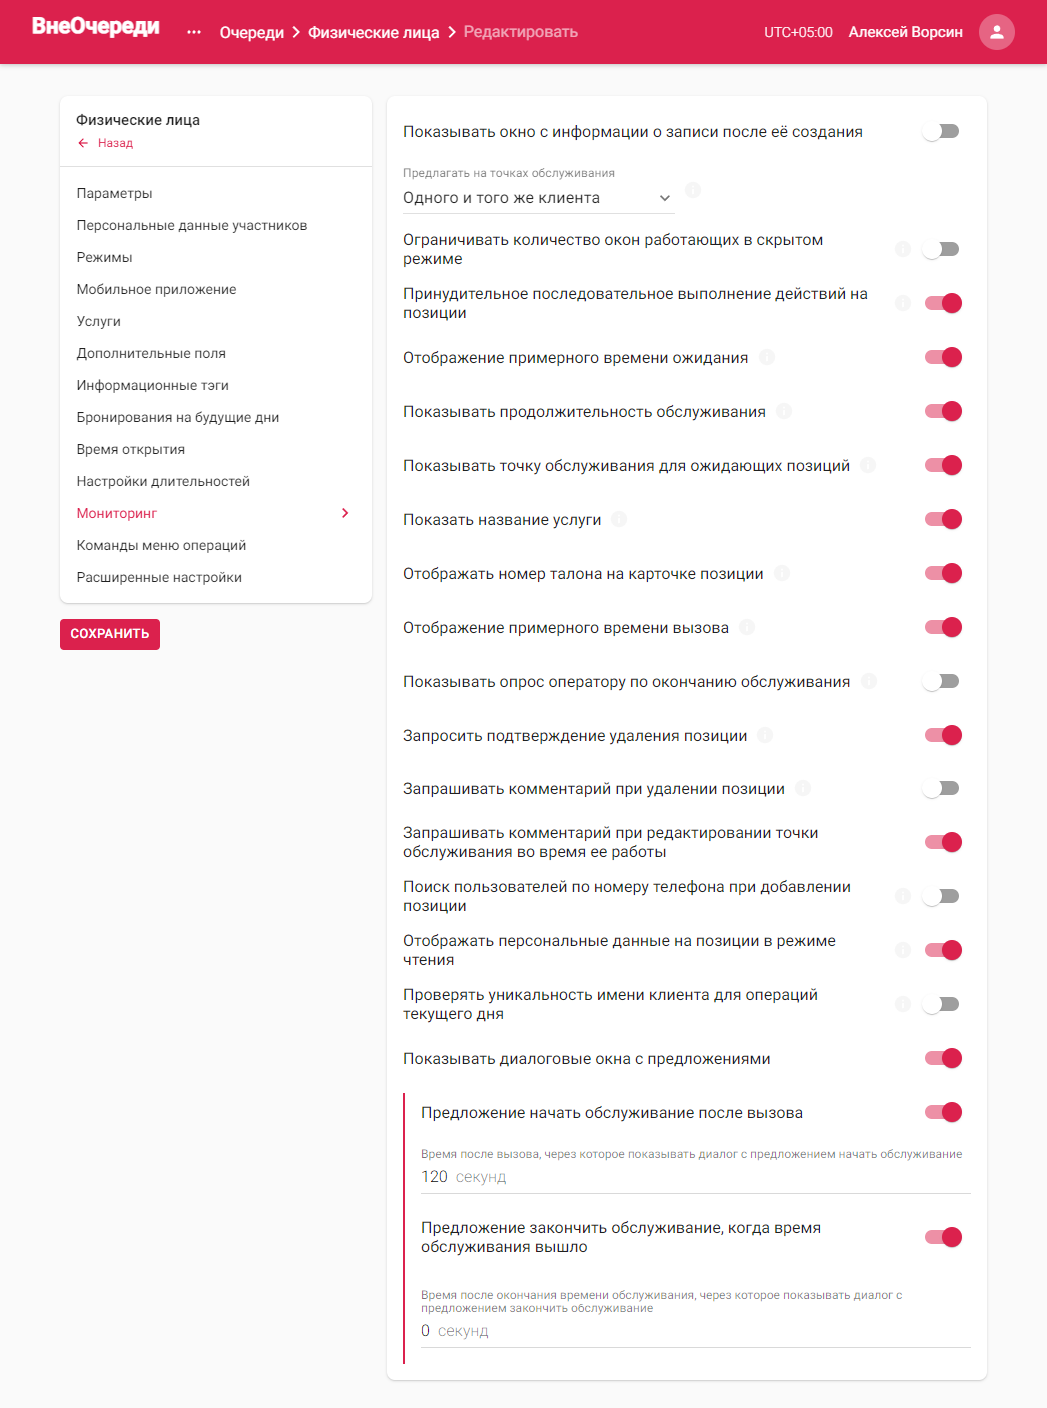 ВнеОчереди
••• Очереди > Физические лица > Редактировать
UTC+05:00 Алексей Ворсин
Физические лица
← Назад
Параметры
Персональные данные участников
Режимы
Мобильное приложение
Услуги
Дополнительные поля
Информационные тэги
Бронирования на будущие дни
Время открытия
Настройки длительностей
Мониторинг
Команды меню операций
Расширенные настройки
СОХРАНИТЬ
Показывать окно с информации о записи после её создания
Предлагать на точках обслуживания
Одного и того же клиента
Ограничивать количество окон работающих в скрытом
режиме
Принудительное последовательное выполнение действий на
позиции
Отображение примерного времени ожидания
Показывать продолжительность обслуживания
Показывать точку обслуживания для ожидающих позиций
Показать название услуги
Отображать номер талона на карточке позиции
Отображение примерного времени вызова
Показывать опрос оператору по окончанию обслуживания
Запросить подтверждение удаления позиции
Запрашивать комментарий при удалении позиции
Запрашивать комментарий при редактировании точки
обслуживания во время ее работы
Поиск пользователей по номеру телефона при добавлении
позиции
Отображать персональные данные на позиции в режиме
чтения
Проверять уникальность имени клиента для операций
текущего дня
Показывать диалоговые окна с предложениями
Предложение начать обслуживание после вызова
Время после вызова, через которое показывать диалог с предложением начать обслуживание
120 секунд
Предложение закончить обслуживание, когда время
обслуживания вышло
Время после окончания времени обслуживания, через которое показывать диалог с
предложением закончить обслуживание
0 секунд